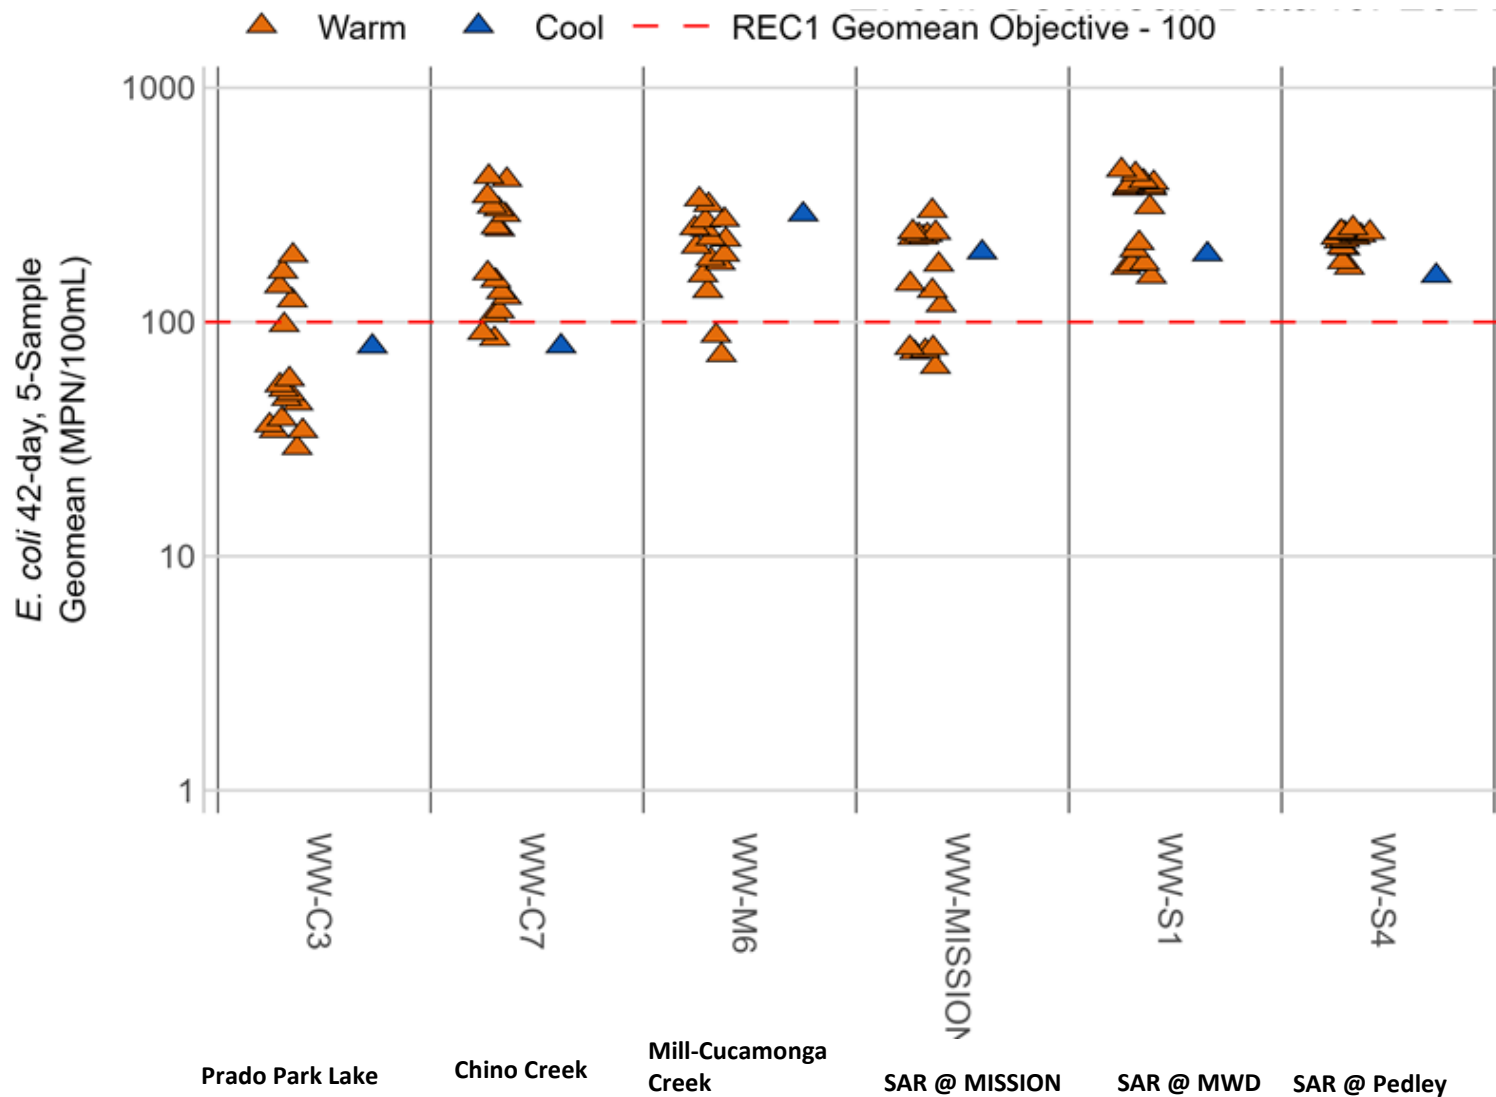 Warm Cool REC1 Geomean Objective - 100
E. coli 42-day, 5-Sample
Geomean (MPN/100mL)
1000
100
10
1
WW-C3
WW-C7
WW-M6
WW-MISSION
WW-S1
WW-S4
Prado Park Lake
Chino Creek
Mill-Cucamonga
Creek
SAR @ MISSION
SAR @ MWD
SAR @ Pedley